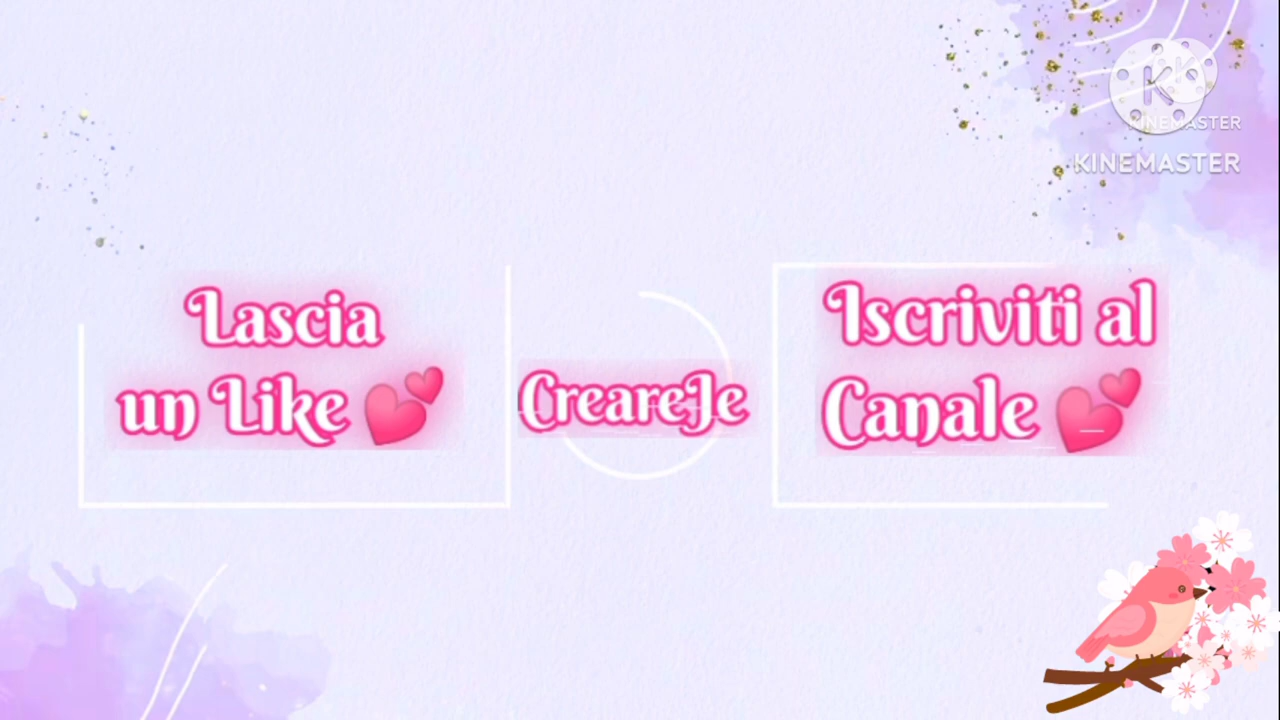 KINEMASTER
KINEMASTER
Lascia
un Like 💕
CreareJe
Iscriviti al
Canale 💕